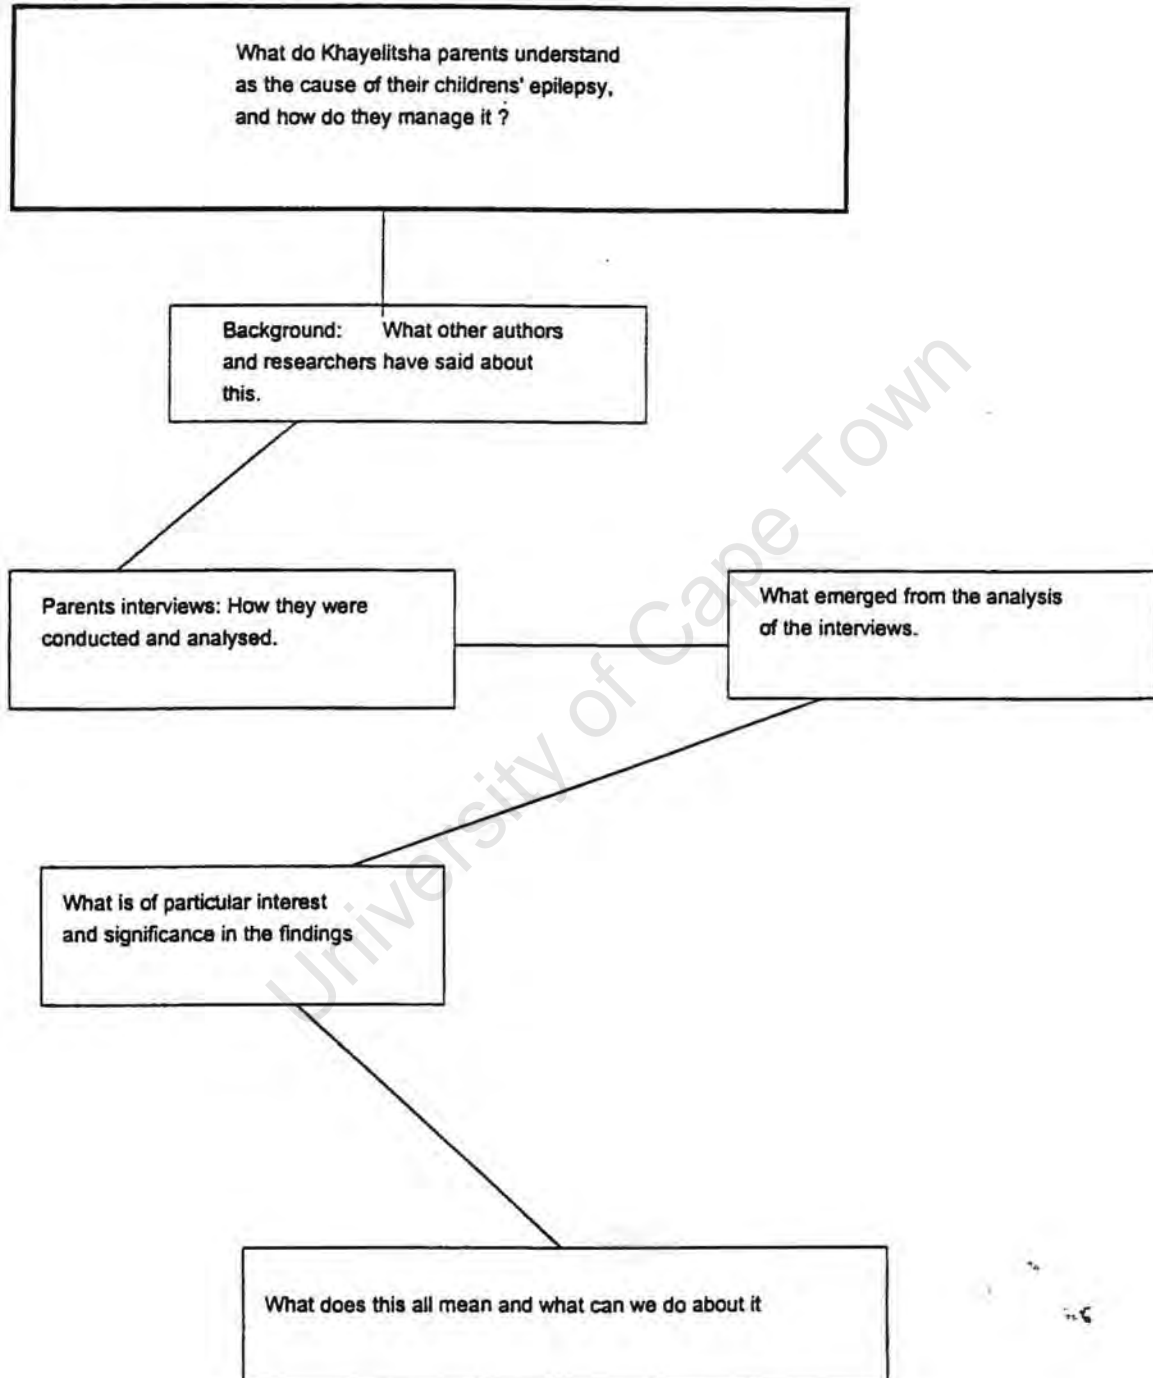 What do Khayelitsha parents understand
as the cause of their childrens' epilepsy,
and how do they manage it ?
Background: What other authors
and researchers have said about
this.
Parents interviews: How they were
conducted and analysed.
What emerged from the analysis
of the interviews.
What is of particular interest
and significance in the findings
What does this all mean and what can we do about it
University of Cape Town